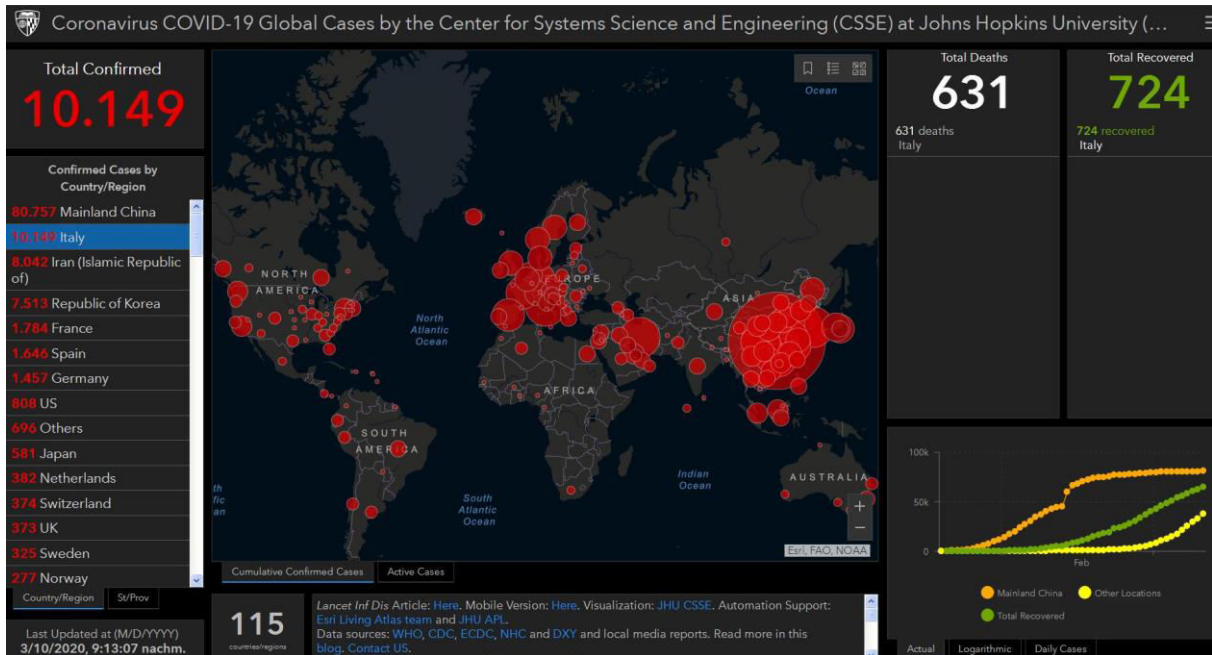 Coronavirus COVID-19 Global Cases by the Center for Systems Science and Engineering (CSSE) at Johns Hopkins University (…
Total Confirmed
10.149
Confirmed Cases by
Country/Region
80.757 Mainland China
10.149 Italy
8.042 Iran (Islamic Republic
of)
7.513 Republic of Korea
1.784 France
1.646 Spain
1.457 Germany
808 US
696 Others
581 Japan
382 Netherlands
374 Switzerland
373 UK
325 Sweden
277 Norway
Country/Region St/Prov
Last Updated at (M/D/YYYY)
3/10/2020, 9:13:07 nachm.
Ocean
NORTH
AMERICA
EUROPE
ASIA
North
Atlantic
Ocean
AFRICA
SOUTH
AMERICA
Indian
Ocean
AUSTRALIA
South
Atlantic
Ocean
th
fic
an
+
−
Esri, FAO, NOAA
Cumulative Confirmed Cases Active Cases
115
countries/regions
Lancet Inf Dis Article: Here. Mobile Version: Here. Visualization: JHU CSSE. Automation Support:
Esri Living Atlas team and JHU APL.
Data sources: WHO, CDC, ECDC, NHC and DXY and local media reports. Read more in this
blog. Contact US.
Total Deaths
631
631 deaths
Italy
Total Recovered
724
724 recovered
Italy
100k
50k
0
Feb
Mainland China Other Locations
Total Recovered
Actual Logarithmic Daily Cases